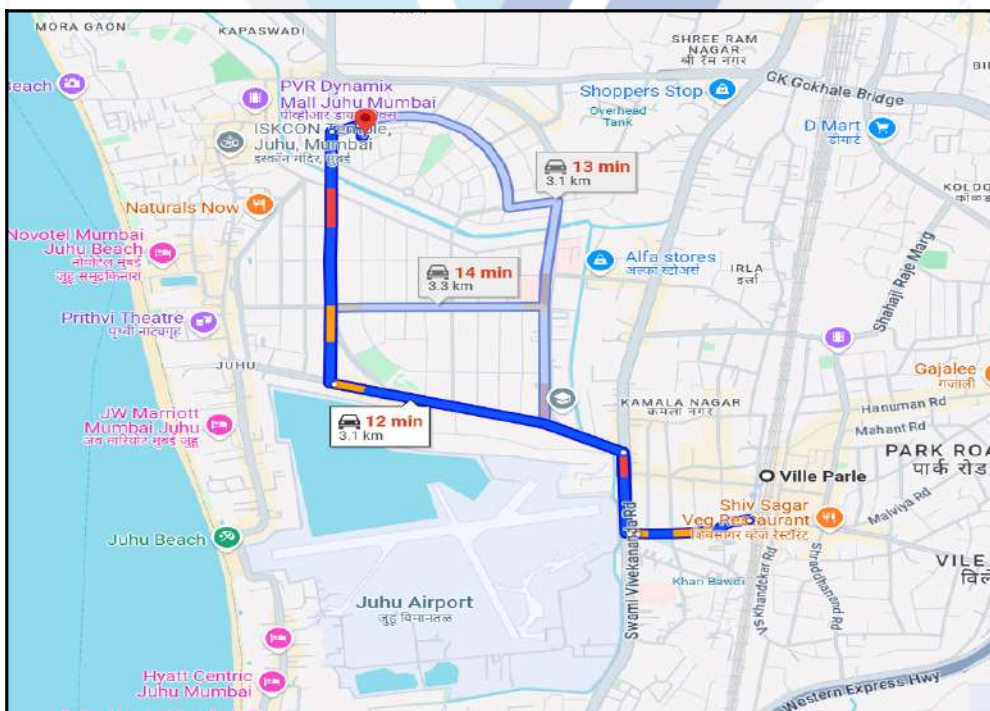 MORA GAON
KAPASWADI
SHREE RAM
NAGAR
श्री रॅम नगर
Beach
PVR Dynamix
Mall Juhu Mumbai
Shoppers Stop
GK Gokhale Bridge
Overhead
Tank
D Mart
डीमार्ट
ISKCON Temple,
Juhu, Mumbai
इस्कॉन मंदिर, मुंबई
13 min
3.1 km
Naturals Now
Novotel Mumbai
Juhu Beach
नोवोटेल मुंबई
जुहू समुद्रकिनारा
14 min
3.3 km
Alfa stores
अल्फा स्टोअर्स
IRLA
इर्ला
Shahaji Raje Marg
Prithvi Theatre
पृथ्वी नाट्यगृह
JUHU
Gajalee
गजाली
KAMALA NAGAR
कमला नगर
Hanuman Rd
Mahant Rd
JW Marriott
Mumbai Juhu
12 min
3.1 km
PARK ROA
पार्क रोड
Ville Parle
Shiv Sagar
Veg Restaurant
Malviya Rd
Juhu Beach
Swami Vivekananda Rd
Khari Bawdi
VS Khandekar Rd
Shraddhanand Rd
VILE
Juhu Airport
जुहू विमानतळ
Hyatt Centric
Juhu Mumbai
Western Express Hwy